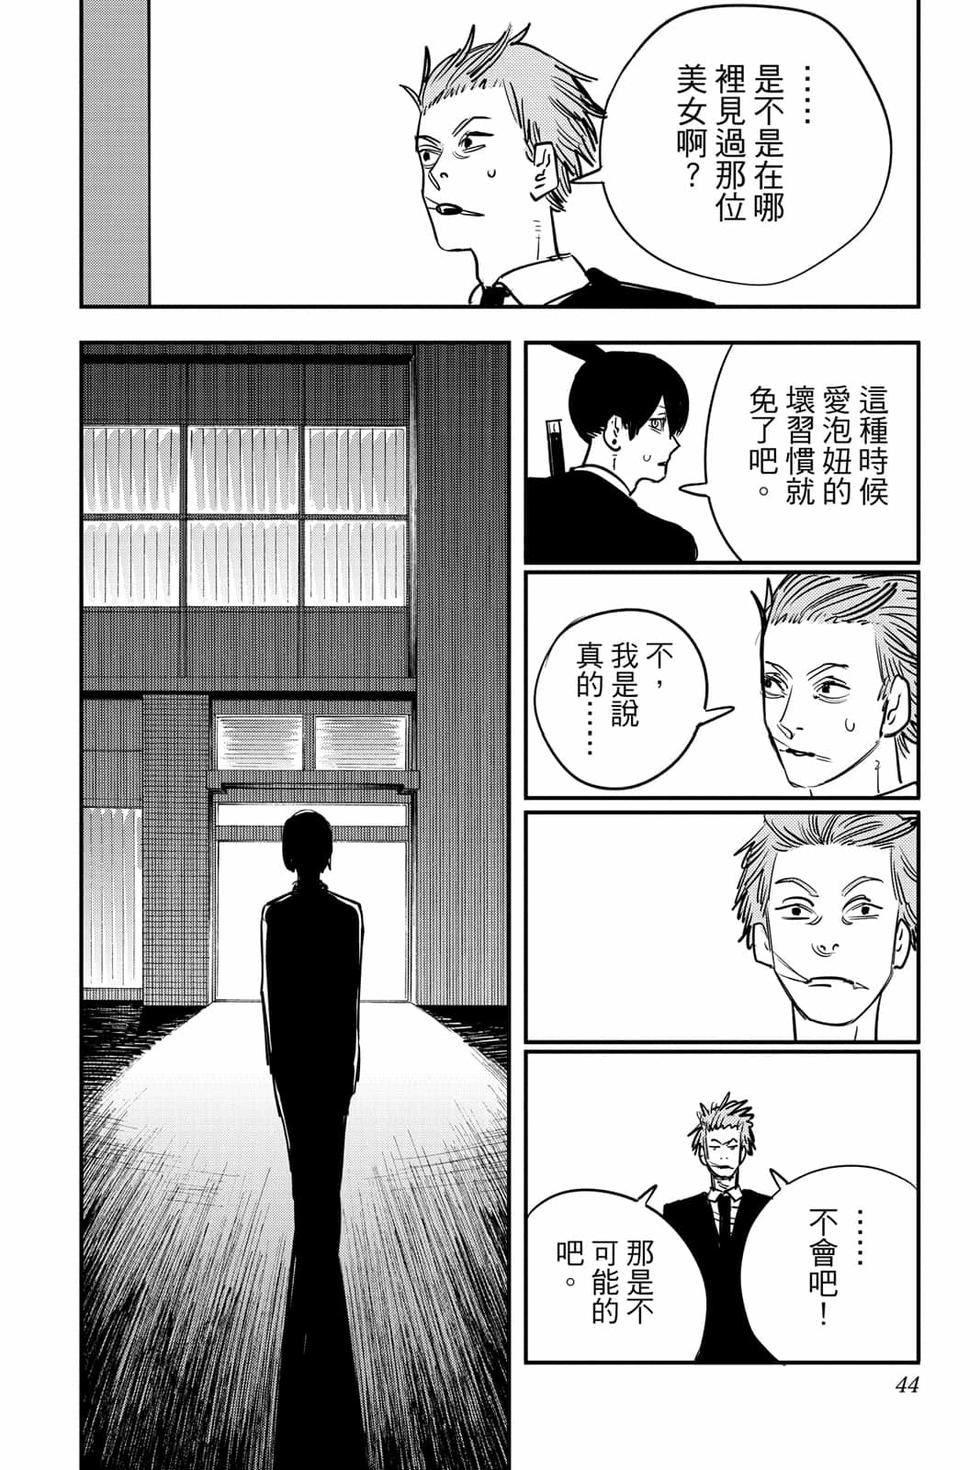 ……
是不是在哪
裡見過那位
美女啊？
這種時候
愛泡妞的
壞習慣就
免了吧。
不，
我是說
真的……
……
不會吧！
那是不
可能的
吧。
44